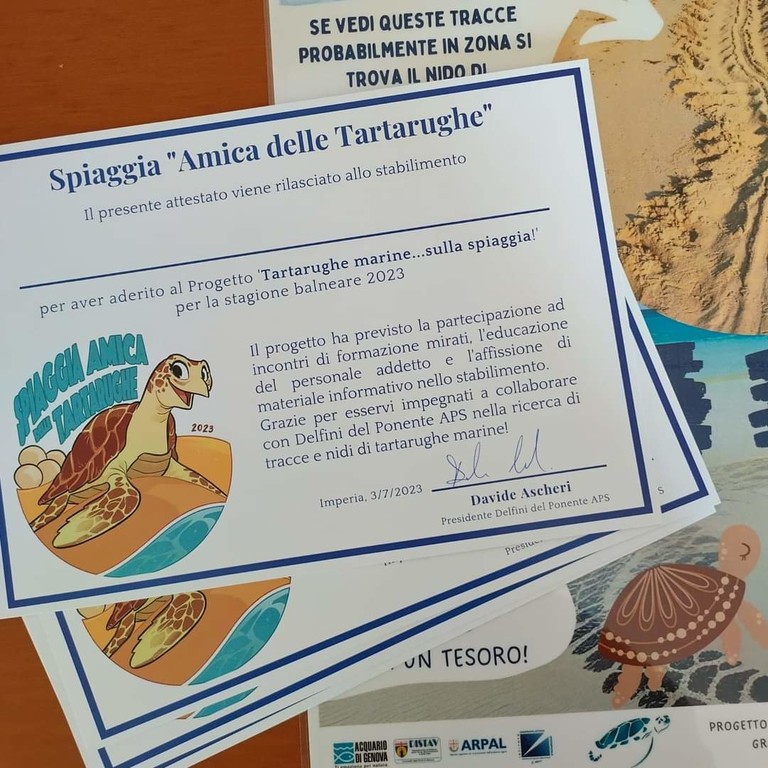 SE VEDI QUESTE TRACCE
PROBABILMENTE IN ZONA SI
TROVA IL NIDO DI
Spiaggia "Amica delle Tartarughe"
Il presente attestato viene rilasciato allo stabilimento
per aver aderito al Progetto 'Tartarughe marine...sulla spiaggia!'
per la stagione balneare 2023
SPIAGGIA AMICA
DELLE
TARTARUGHE
2023
Il progetto ha previsto la partecipazione ad
incontri di formazione mirati, l'educazione
del personale addetto e l'affissione di
materiale informativo nello stabilimento.
Grazie per esservi impegnati a collaborare
con Delfini del Ponente APS nella ricerca di
tracce e nidi di tartarughe marine!
Imperia, 3/7/2023
Davide Ascheri
Presidente Delfini del Ponente APS
S
Preside
UN TESORO!
ACQUARIO
DI GENOVA
DISTAV
ARPAL
PROGETTO
GR